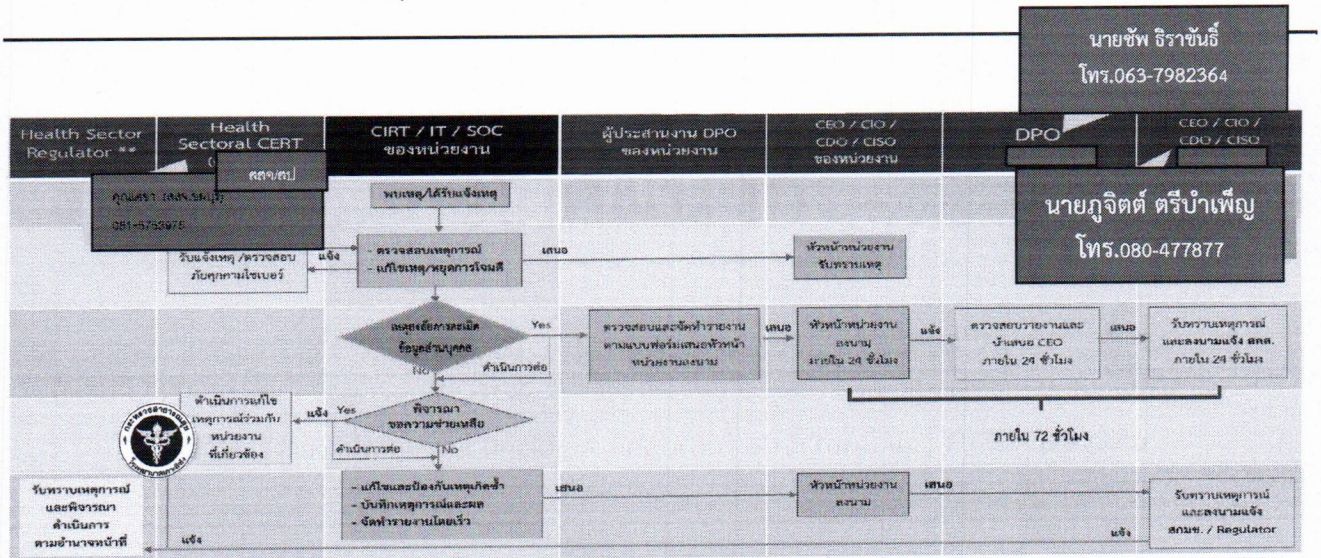 นายชัพ ธิราขันธิ์
โทร.063-7982364
Health Sector
Regulator **
Health
Sectoral CERT
CIRT / IT / SOC
ของหน่วยงาน
ผู้ประสานงาน DPO
ของหน่วยงาน
CEO / CIO /
CDO / CISO
ของหน่วยงาน
DPO
CEO / CIO /
CDO / CISO
สสจ/สป
081-5753975
นายภูจิตต์ ตรีบำเพ็ญ
โทร.080-477877
พบเหตุ/ได้รับแจ้งเหตุ
รับแจ้งเหตุ /ตรวจสอบ
ภัยคุกคามไซเบอร์
แจ้ง
- ตรวจสอบเหตุการณ์
- แก้ไขเหตุ/หยุดการโจมตี
เสนอ
หัวหน้าหน่วยงาน
รับทราบเหตุ
เหตุสงสัยการละเมิด
ข้อมูลส่วนบุคคล
Yes
No
ดำเนินการต่อ
ตรวจสอบและจัดทำรายงาน
ตามแบบฟอร์มเสนอหัวหน้า
หน่วยงานลงนาม
เสนอ
หัวหน้าหน่วยงาน
ลงนาม
ภายใน 24 ชั่วโมง
แจ้ง
ตรวจสอบรายงานและ
นำเสนอ CEO
ภายใน 24 ชั่วโมง
เสนอ
รับทราบเหตุการณ์
และลงนามแจ้ง สคส.
ภายใน 24 ชั่วโมง
ภายใน 72 ชั่วโมง
กระทรวงสาธารณสุข
ดำเนินการแก้ไข
เหตุการณ์ร่วมกับ
หน่วยงาน
ที่เกี่ยวข้อง
แจ้ง
Yes
พิจารณา
ขอความช่วยเหลือ
ดำเนินการต่อ
No
รับทราบเหตุการณ์
และพิจารณา
ดำเนินการ
ตามอำนาจหน้าที่
- แก้ไขและป้องกันเหตุเกิดซ้ำ
- บันทึกเหตุการณ์และผล
- จัดทำรายงานโดยเร็ว
เสนอ
หัวหน้าหน่วยงาน
ลงนาม
เสนอ
รับทราบเหตุการณ์
และลงนามแจ้ง
สกมช. / Regulator
แจ้ง
แจ้ง